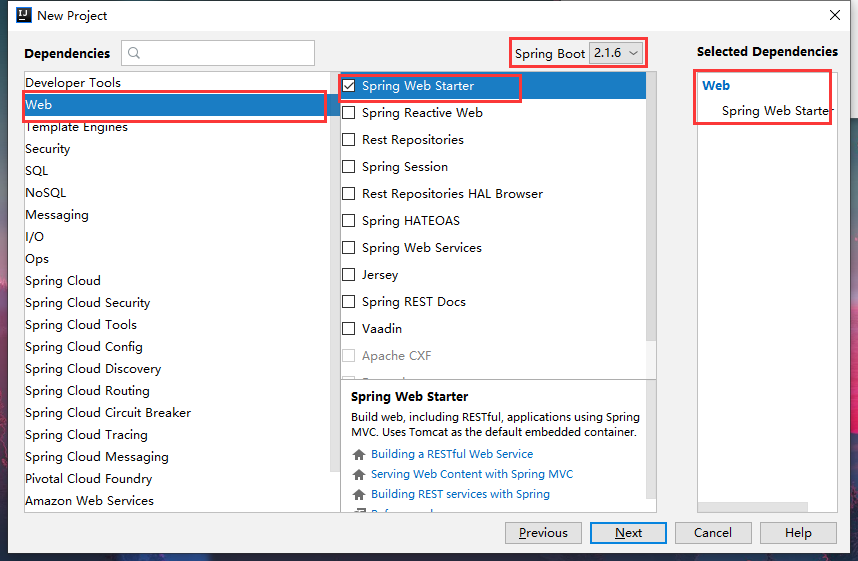 New Project
Dependencies
Spring Boot 2.1.6
Selected Dependencies
Developer Tools
Web
Template Engines
Security
SQL
NoSQL
Messaging
I/O
Ops
Spring Cloud
Spring Cloud Security
Spring Cloud Tools
Spring Cloud Config
Spring Cloud Discovery
Spring Cloud Routing
Spring Cloud Circuit Breaker
Spring Cloud Tracing
Spring Cloud Messaging
Pivotal Cloud Foundry
Amazon Web Services
Spring Web Starter
Spring Reactive Web
Rest Repositories
Spring Session
Rest Repositories HAL Browser
Spring HATEOAS
Spring Web Services
Jersey
Spring REST Docs
Vaadin
Apache CXF
Spring Web Starter
Build web, including RESTful, applications using Spring
MVC. Uses Tomcat as the default embedded container.
Building a RESTful Web Service
Serving Web Content with Spring MVC
Building REST services with Spring
Web
Spring Web Starter
Previous
Next
Cancel
Help